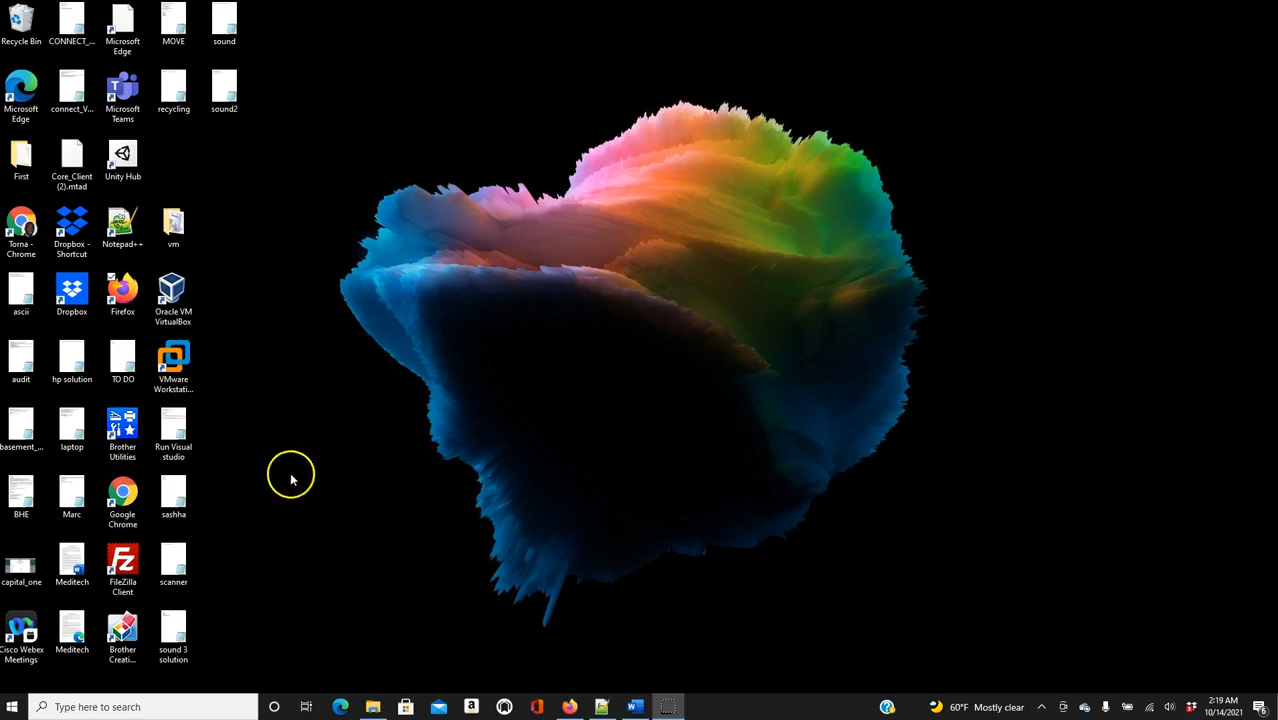 Recycle Bin
CONNECT_...
Microsoft
Edge
MOVE
sound
Microsoft
Edge
connect_V...
Microsoft
Teams
recycling
sound2
First
Core_Client
(2).mtad
Unity Hub
Torna -
Chrome
Dropbox -
Shortcut
Notepad++
vm
ascii
Dropbox
Firefox
Oracle VM
VirtualBox
audit
hp solution
TO DO
VMware
Workstati...
basement_...
laptop
Brother
Utilities
Run Visual
studio
BHE
Marc
Google
Chrome
sashha
capital_one
Meditech
FileZilla
Client
scanner
Cisco Webex
Meetings
Meditech
Brother
Creati...
sound 3
solution
Type here to search
60°F Mostly clear
2:19 AM
10/14/2021